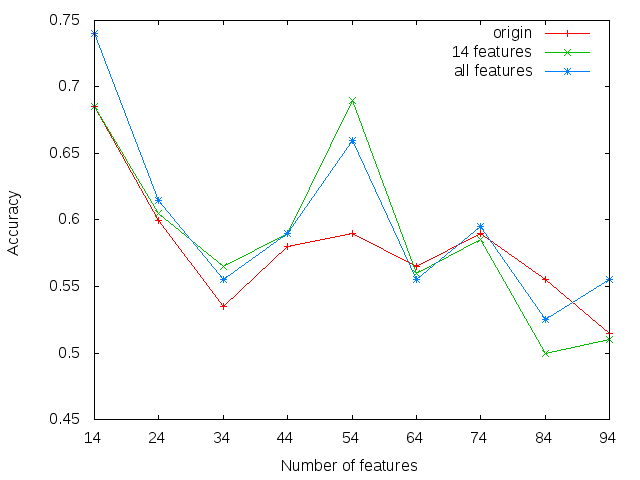 0.75
0.7
0.65
0.6
0.55
0.5
0.45
14 24 34 44 54 64 74 84 94
Accuracy
Number of features
origin
14 features
all features